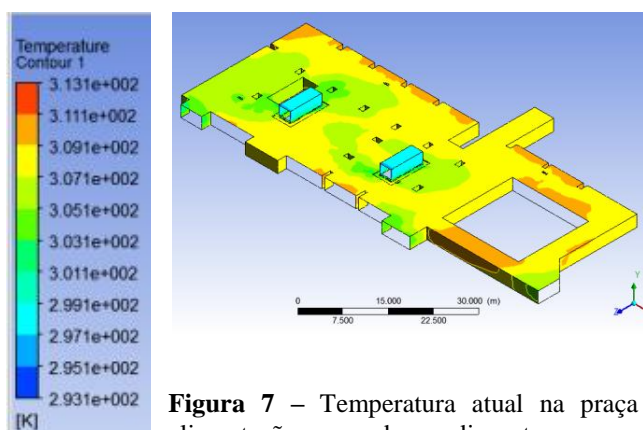 Temperature
Contour 1
3.131e+002
3.111e+002
3.091e+002
3.071e+002
3.051e+002
3.031e+002
3.011e+002
2.991e+002
2.971e+002
2.951e+002
2.931e+002
[K]
0 15.000 30.000 (m)
7.500 22.500
Y
X
Z
Figura 7 – Temperatura atual na praça